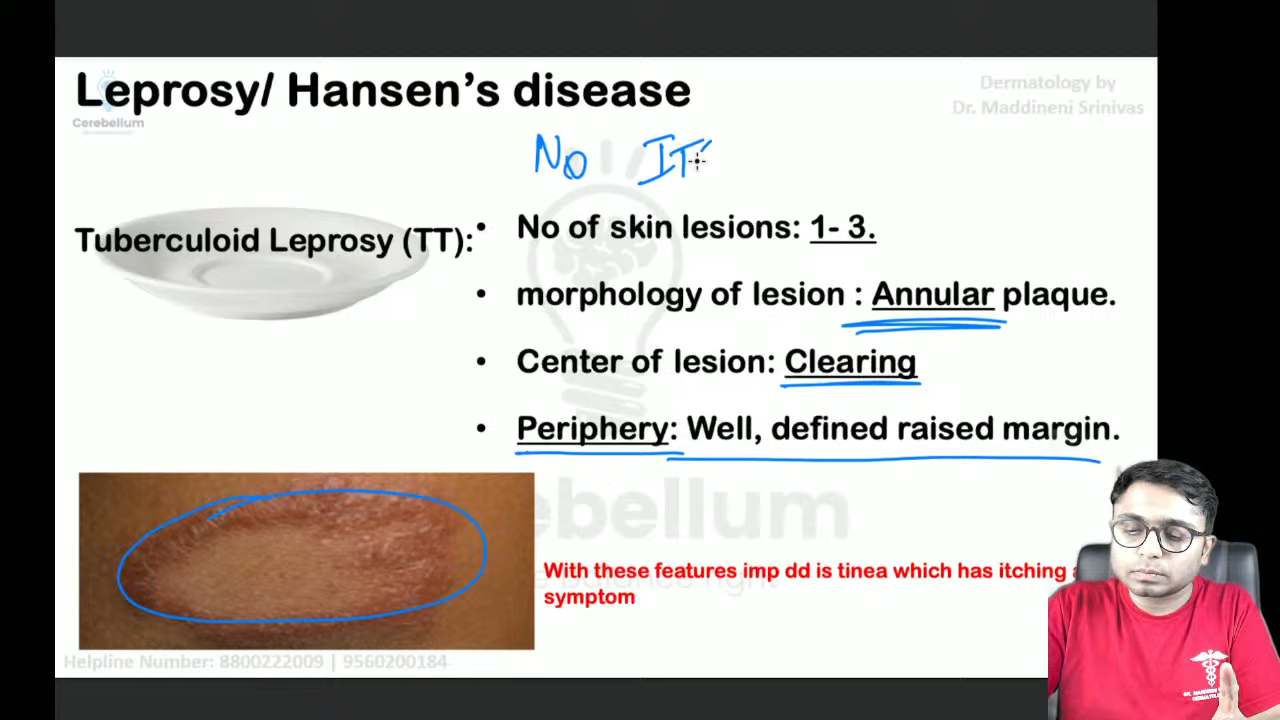 Leprosy/ Hansen’s disease
Dermatology by
Dr. Maddineni Srinivas
Cerebellum
No IT
Tuberculoid Leprosy (TT):
• No of skin lesions: 1- 3.
• morphology of lesion : Annular plaque.
• Center of lesion: Clearing
• Periphery: Well, defined raised margin.
With these features imp dd is tinea which has itching
symptom
Helpline Number: 8800222009 | 9560200184